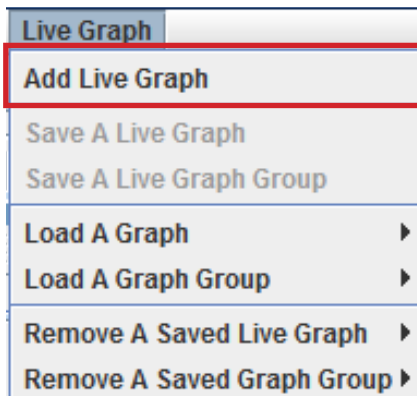 Live Graph
Add Live Graph
Save A Live Graph
Save A Live Graph Group
Load A Graph
Load A Graph Group
Remove A Saved Live Graph
Remove A Saved Graph Group